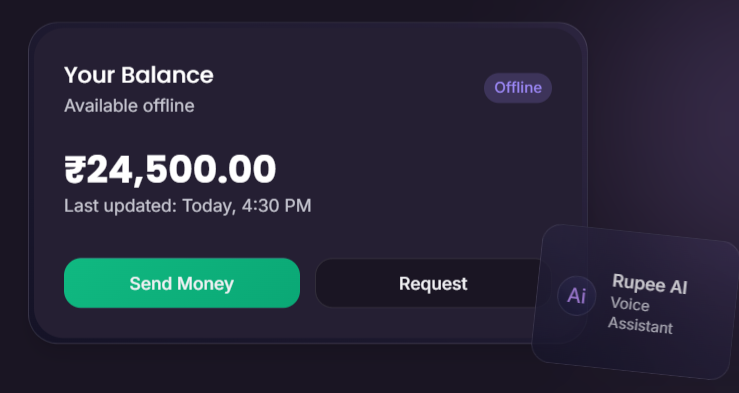 Your Balance
Available offline
Offline
₹24,500.00
Last updated: Today, 4:30 PM
Send Money
Request
Ai
Rupee AI
Voice
Assistant